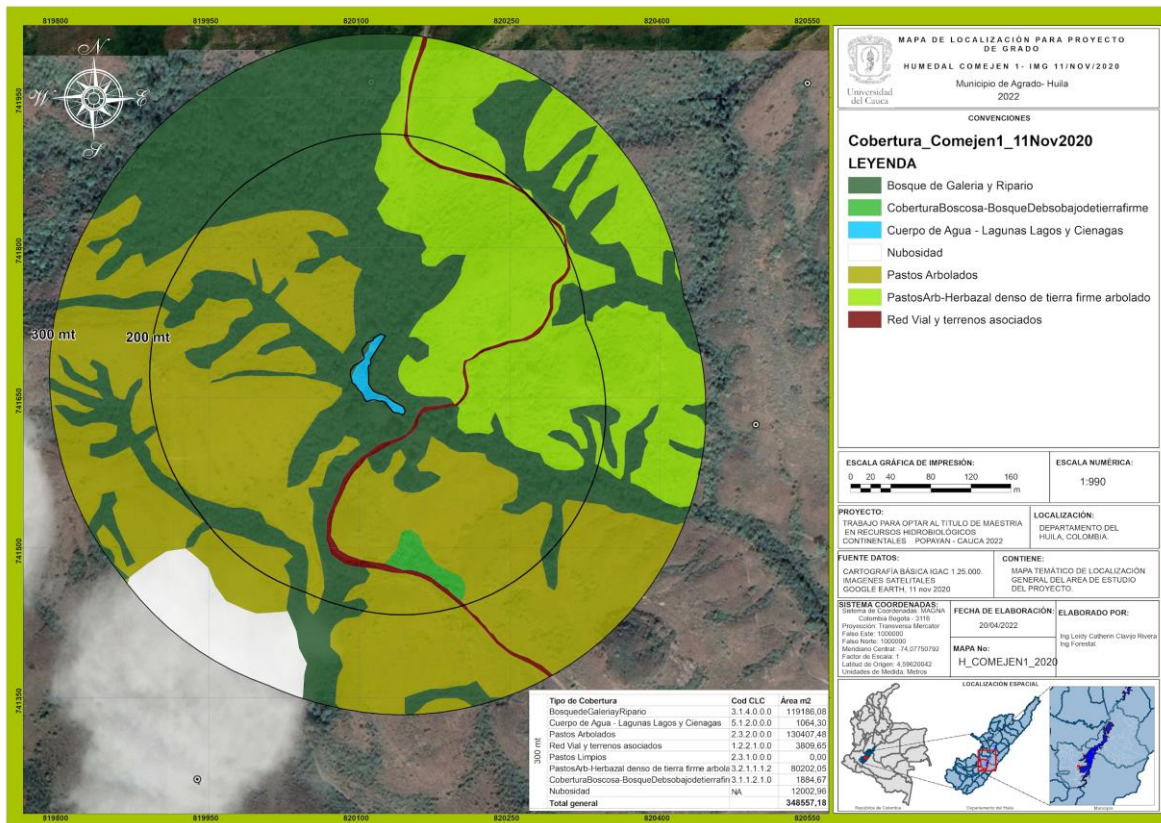 819800 819950 820100 820250 820400 820550
N
W E
S
741950
741800
741650
741500
741350
300 mt 200 mt
819800 819950 820100 820250 820400 820550
300 mt
Tipo de Cobertura Cod CLC Área m2
BosquedeGaleriayRipario 3.1.4.0.0.0 119186,08
Cuerpo de Agua - Lagunas Lagos y Cienagas 5.1.2.0.0.0 1064,30
Pastos Arbolados 2.3.2.0.0.0 130407,48
Red Vial y terrenos asociados 1.2.2.1.0.0 3809,65
Pastos Limpios 2.3.1.0.0.0 0,00
PastosArb-Herbazal denso de tierra firme arbola 3.2.1.1.1.2 80202,05
CoberturaBoscosa-BosqueDebsobajodetierrafirn 3.1.1.2.1.0 1884,67
Nubosidad NA 12002,96
Total general 348557,18
Universidad
del Cauca
MAPA DE LOCALIZACIÓN PARA PROYECTO
DE GRADO
HUMEDAL COMEJEN 1- IMG 11/NOV/2020
Municipio de Agrado- Huila
2022
CONVENCIONES
Cobertura_Comejen1_11Nov2020
LEYENDA
Bosque de Galeria y Ripario
CoberturaBoscosa-BosqueDebsobajodetierrafirme
Cuerpo de Agua - Lagunas Lagos y Cienagas
Nubosidad
Pastos Arbolados
PastosArb-Herbazal denso de tierra firme arbolado
Red Vial y terrenos asociados
ESCALA GRÁFICA DE IMPRESIÓN:
0 20 40 80 120 160
m
ESCALA NUMÉRICA:
1:990
PROYECTO:
TRABAJO PARA OPTAR AL TITULO DE MAESTRIA
EN RECURSOS HIDROBIOLÓGICOS
CONTINENTALES POPAYAN - CAUCA 2022
LOCALIZACIÓN:
DEPARTAMENTO DEL
HUILA, COLOMBIA.
FUENTE DATOS:
CARTOGRAFÍA BÁSICA IGAC 1:25.000.
IMAGENES SATELITALES
GOOGLE EARTH, 11 nov 2020
CONTIENE:
MAPA TEMÁTICO DE LOCALIZACIÓN
GENERAL DEL AREA DE ESTUDIO
DEL PROYECTO.
SISTEMA COORDENADAS:
Sistema de Coordenadas: MAGNA
Colombia Bogota - 3116
Proyección: Transversa Mercator
Falso Este: 1000000
Falso Norte: 1000000
Meridiano Central: -74,07750792
Factor de Escala: 1
Latitud de Origen: 4,59620042
Unidades de Medida: Metros
FECHA DE ELABORACIÓN:
20/04/2022
MAPA No:
H_COMEJEN1_2020
ELABORADO POR:
Ing Leidy Catherin Clavijo Rivera
Ing Forestal
LOCALIZACIÓN ESPACIAL
República de Colombia
Departamento del Huila
Municipio